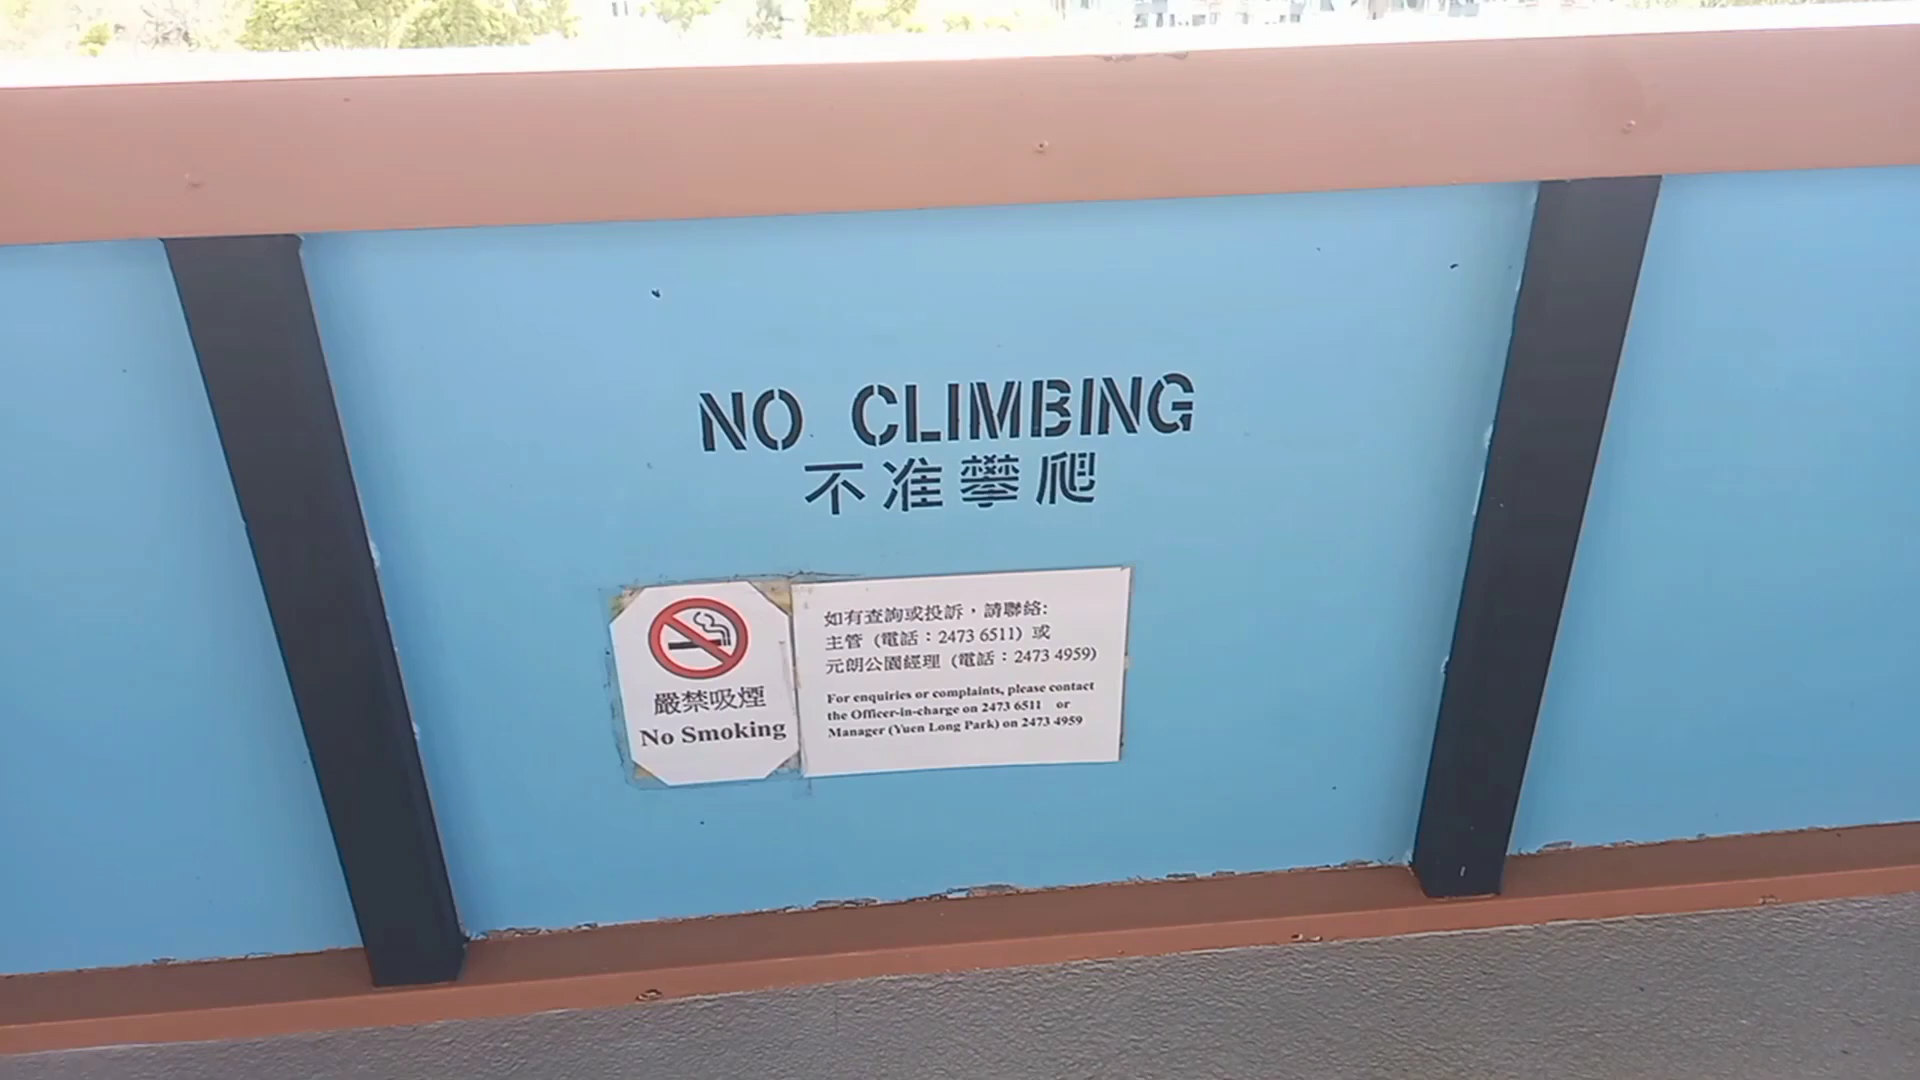 NO CLIMBING
不准攀爬
嚴禁吸煙
No Smoking
如有查詢或投訴，請聯絡:
主管 (電話：2473 6511) 或
元朗公園經理 (電話：2473 4959)
For enquiries or complaints, please contact
the Officer-in-charge on 2473 6511 or
Manager (Yuen Long Park) on 2473 4959